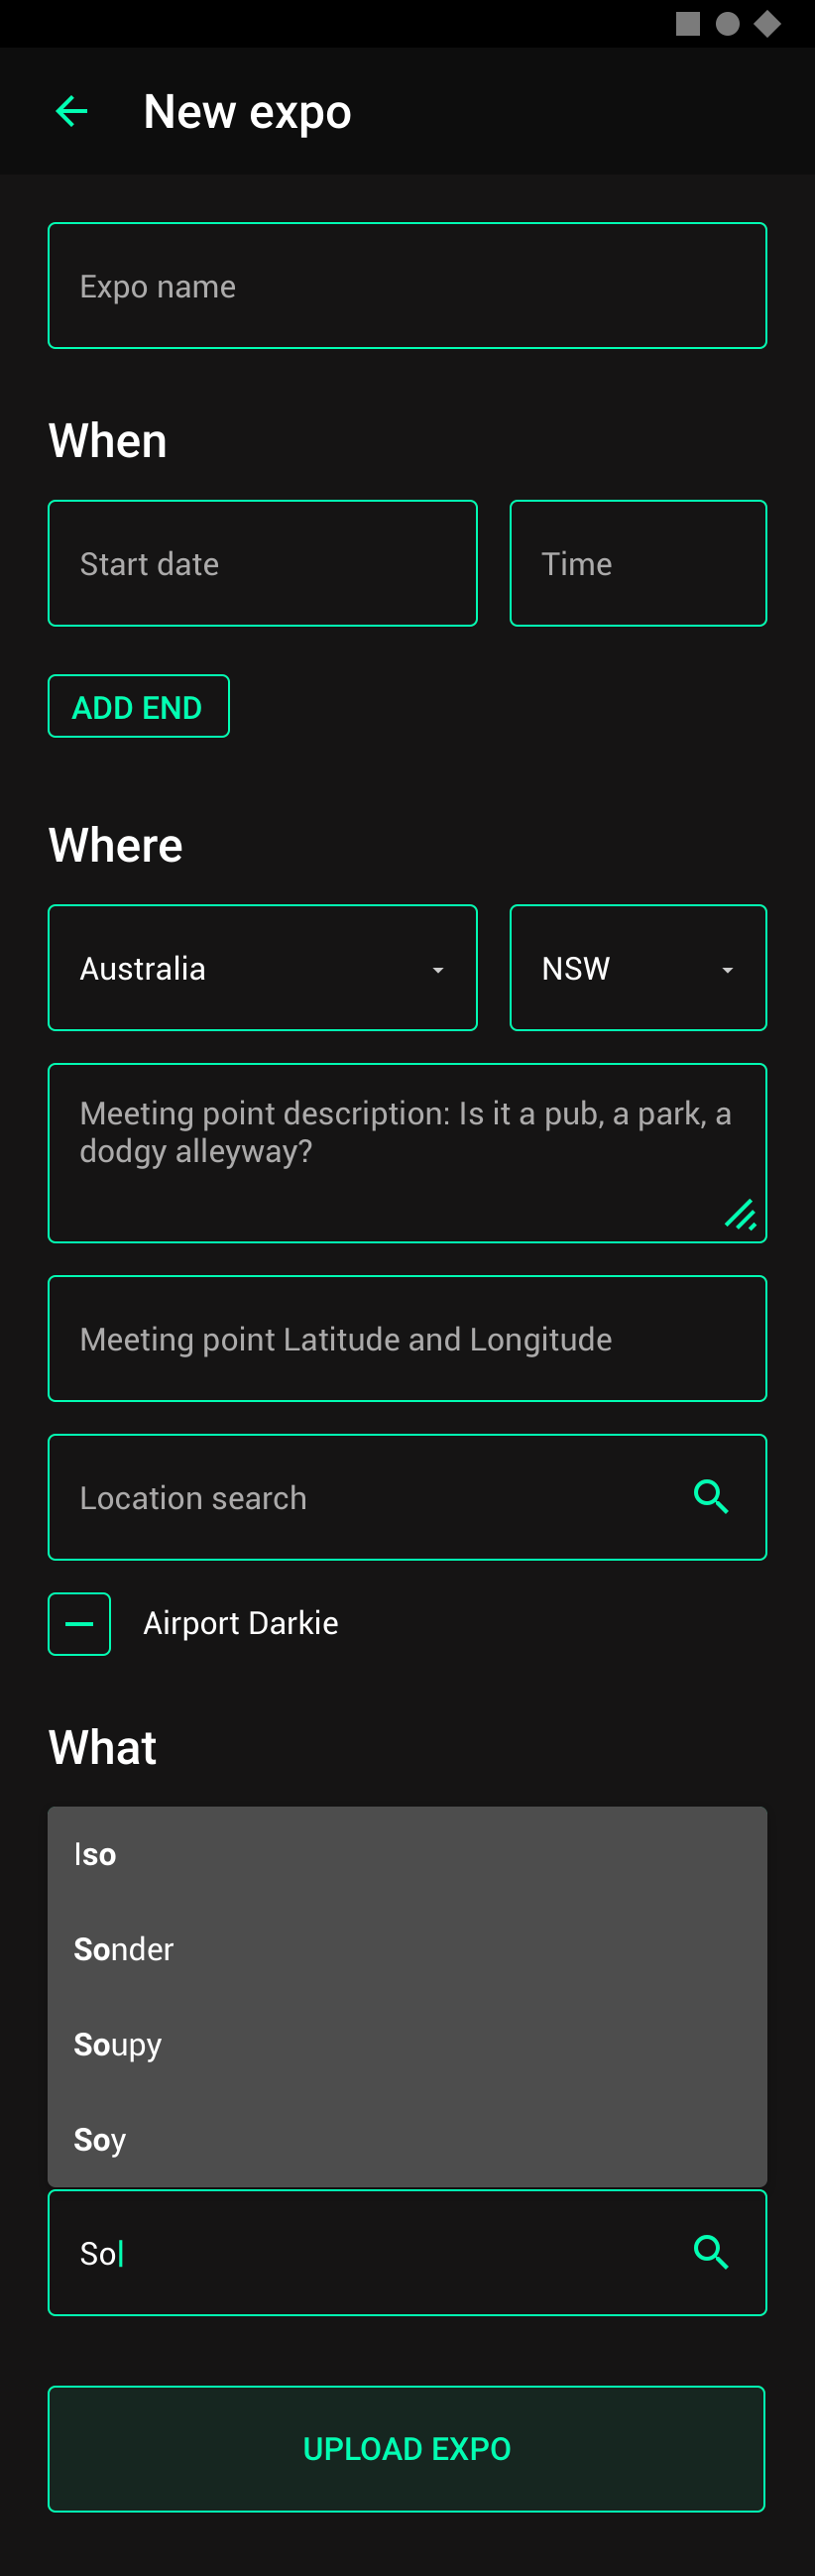 New expo
Expo name
When
Start date
Time
ADD END
Where
Australia
NSW
Meeting point description: Is it a pub, a park, a
dodgy alleyway?
Meeting point Latitude and Longitude
Location search
Airport Darkie
What
Iso
Sonder
Soupy
Soy
So
UPLOAD EXPO